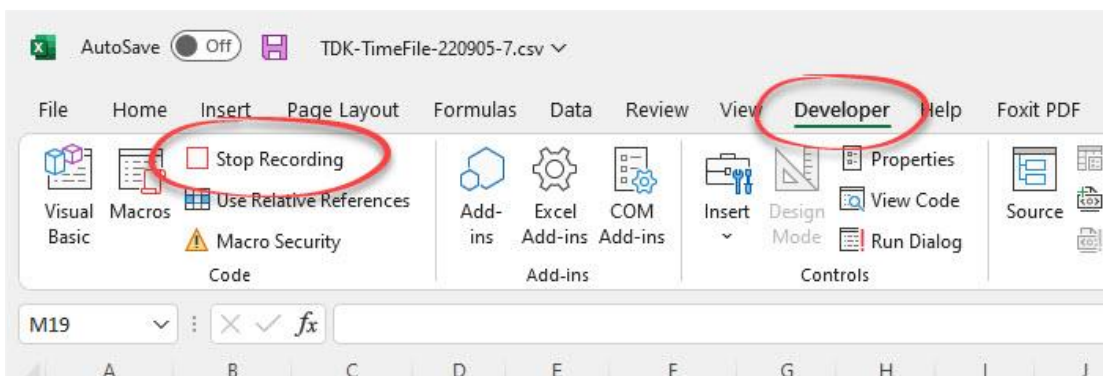 AutoSave Off TDK-TimeFile-220905-7.csv
File Home Insert Page Layout Formulas Data Review View Developer Help Foxit PDF
Stop Recording Properties
Use Relative References View Code
Visual Macros Add- Excel COM Insert Design Source
Basic Macro Security ins Add-ins Add-ins Mode Run Dialog
Code Add-ins Controls
M19 fx
A B C D E F G H I J